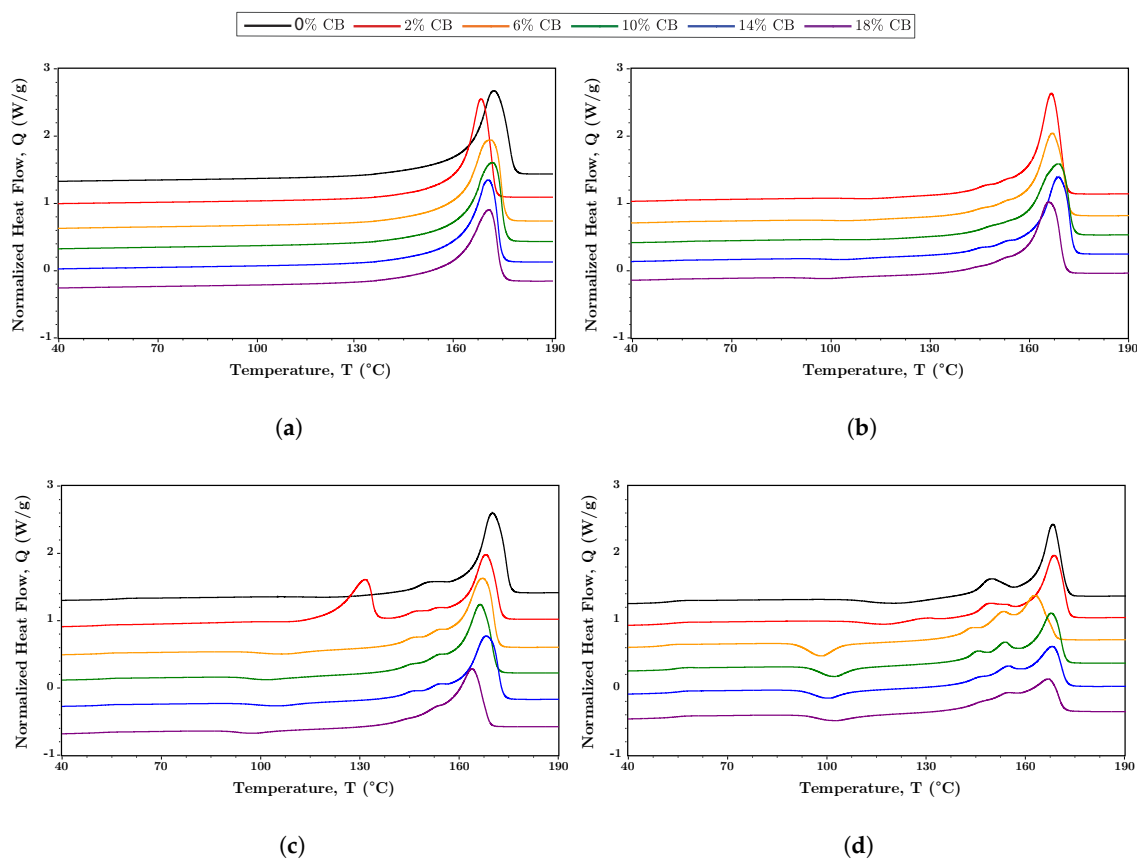 0% CB 2% CB 6% CB 10% CB 14% CB 18% CB
Normalized Heat Flow, Q (W/g)
3
2
1
0
-1
40 70 100 130 160 190
Temperature, T (°C)
(a)
Normalized Heat Flow, Q (W/g)
3
2
1
0
-1
40 70 100 130 160 190
Temperature, T (°C)
(b)
Normalized Heat Flow, Q (W/g)
3
2
1
0
-1
40 70 100 130 160 190
Temperature, T (°C)
(c)
Normalized Heat Flow, Q (W/g)
3
2
1
0
-1
40 70 100 130 160 190
Temperature, T (°C)
(d)